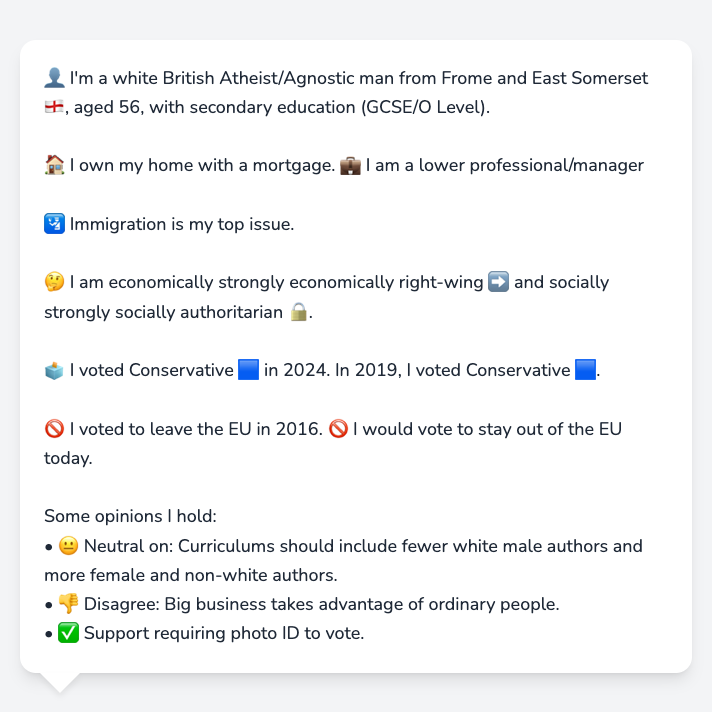 👤 I'm a white British Atheist/Agnostic man from Frome and East Somerset
🏴󠁧󠁢󠁥󠁮󠁧󠁿, aged 56, with secondary education (GCSE/O Level).
🏠 I own my home with a mortgage. 💼 I am a lower professional/manager
🛂 Immigration is my top issue.
🤔 I am economically strongly economically right-wing ➡️ and socially
strongly socially authoritarian 🔒.
🗳️ I voted Conservative 🟦 in 2024. In 2019, I voted Conservative 🟦.
🚫 I voted to leave the EU in 2016. 🚫 I would vote to stay out of the EU
today.
Some opinions I hold:
• 😐 Neutral on: Curriculums should include fewer white male authors and
more female and non-white authors.
• 👎 Disagree: Big business takes advantage of ordinary people.
• ✅ Support requiring photo ID to vote.